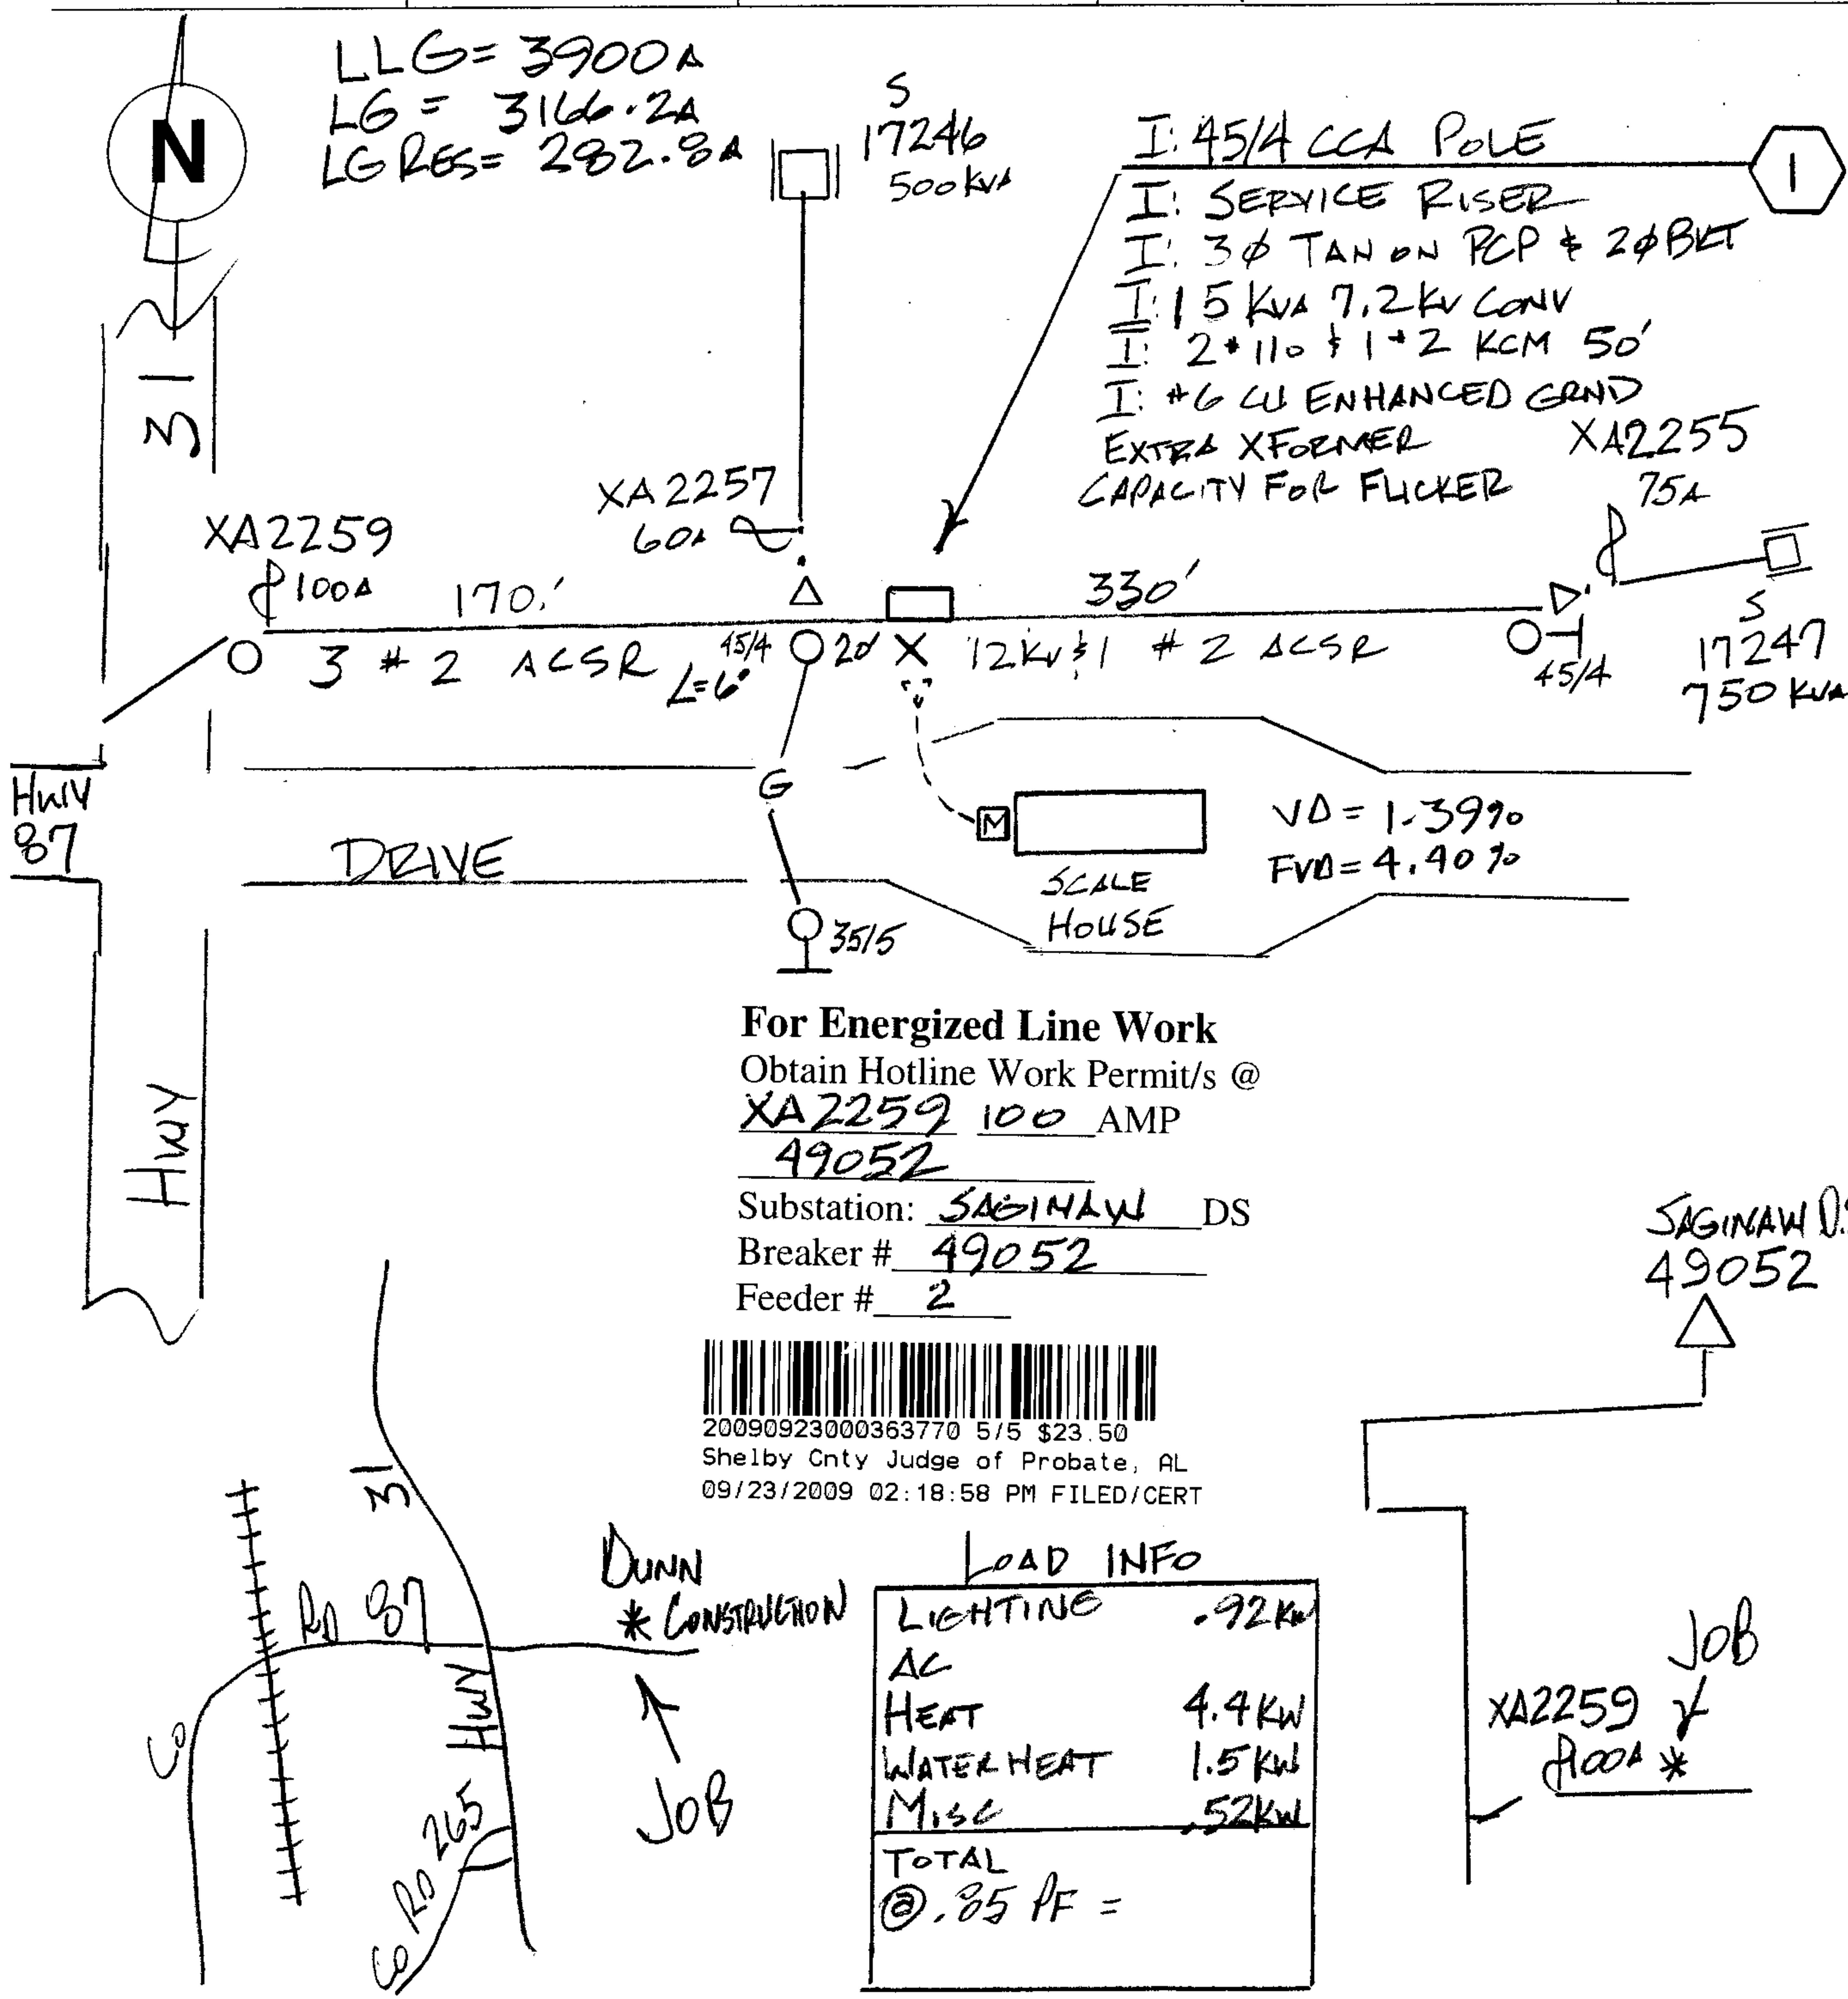 N
LLG= 3900A
LG = 3166.2A
LG RES= 282.8A
S
17246
500 KVA
I: 45/4 CCA POLE
1
I: SERVICE RISER
I: 3ø TAN ON PCP & 2ø BKT
I: 15 KVA 7.2KV CONV
I: 2#1/0 & 1#2 KCM 50'
I: #6 CU ENHANCED GRND
EXTRA XFORMER
CAPACITY FOR FLICKER
XA2255
75A
31
XA2257
60A
XA2259
100A
170.'
330'
3 # 2 ACSR
45/4
L=6'
20'
X
12KV & 1 # 2 ACSR
45/4
S
17247
750 KVA
HWY
87
G
M
VD = 1.39%
FVD = 4.40%
DRIVE
SCALE
HOUSE
35/5
For Energized Line Work
Obtain Hotline Work Permit/s @
XA2259 100 AMP
49052
Substation: SAGINAW DS
Breaker # 49052
Feeder # 2
HWY
SAGINAW D.S
49052
20090923000363770 5/5 $23.50
Shelby Cnty Judge of Probate, AL
09/23/2009 02:18:58 PM FILED/CERT
31
DUNN
* CONSTRUCTION
CO RD 87
HWY
JOB
CO RD 265
LOAD INFO
LIGHTING .92KW
AC
HEAT 4.4KW
WATER HEAT 1.5KW
MISC .52KW
TOTAL
@ .85 PF =
JOB
XA2259
100A *